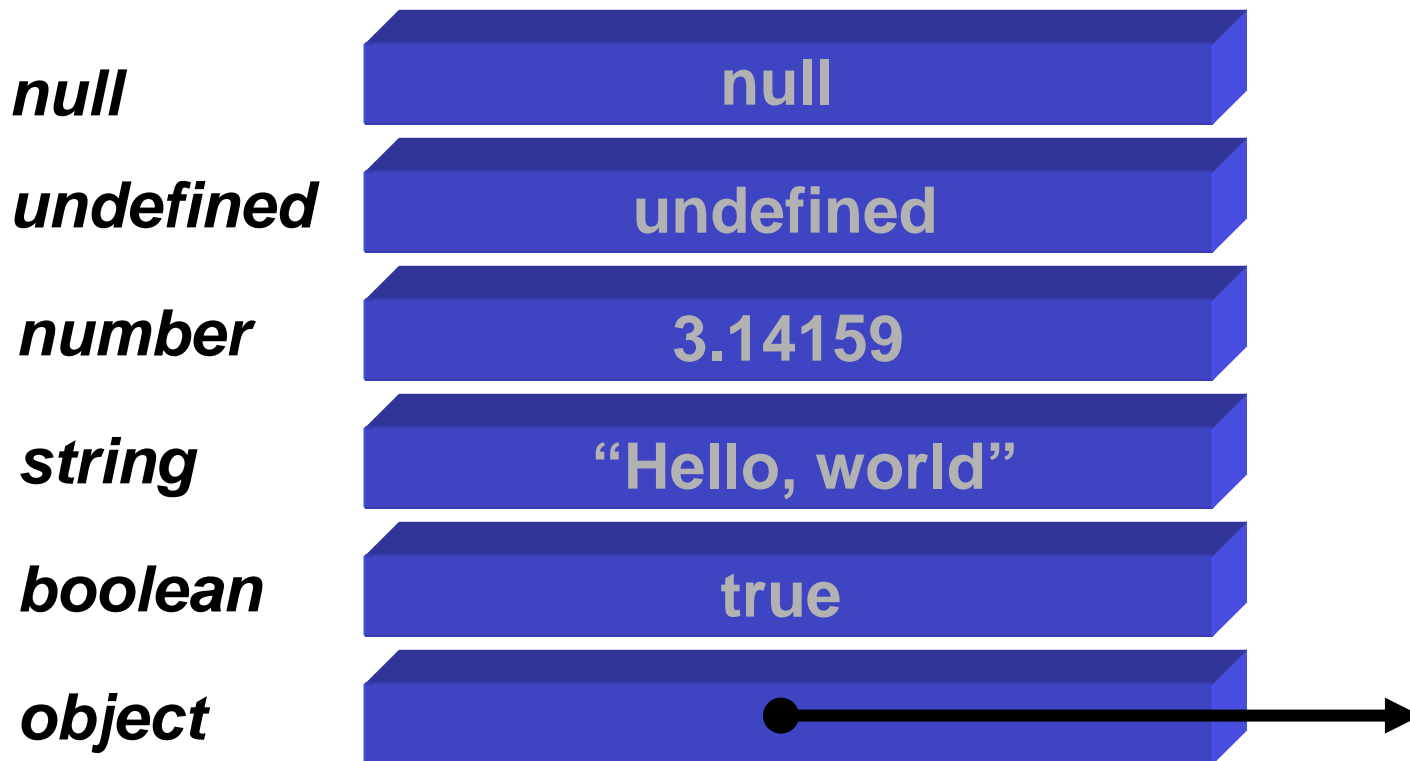 null null
undefined undefined
number 3.14159
string “Hello, world”
boolean true
object